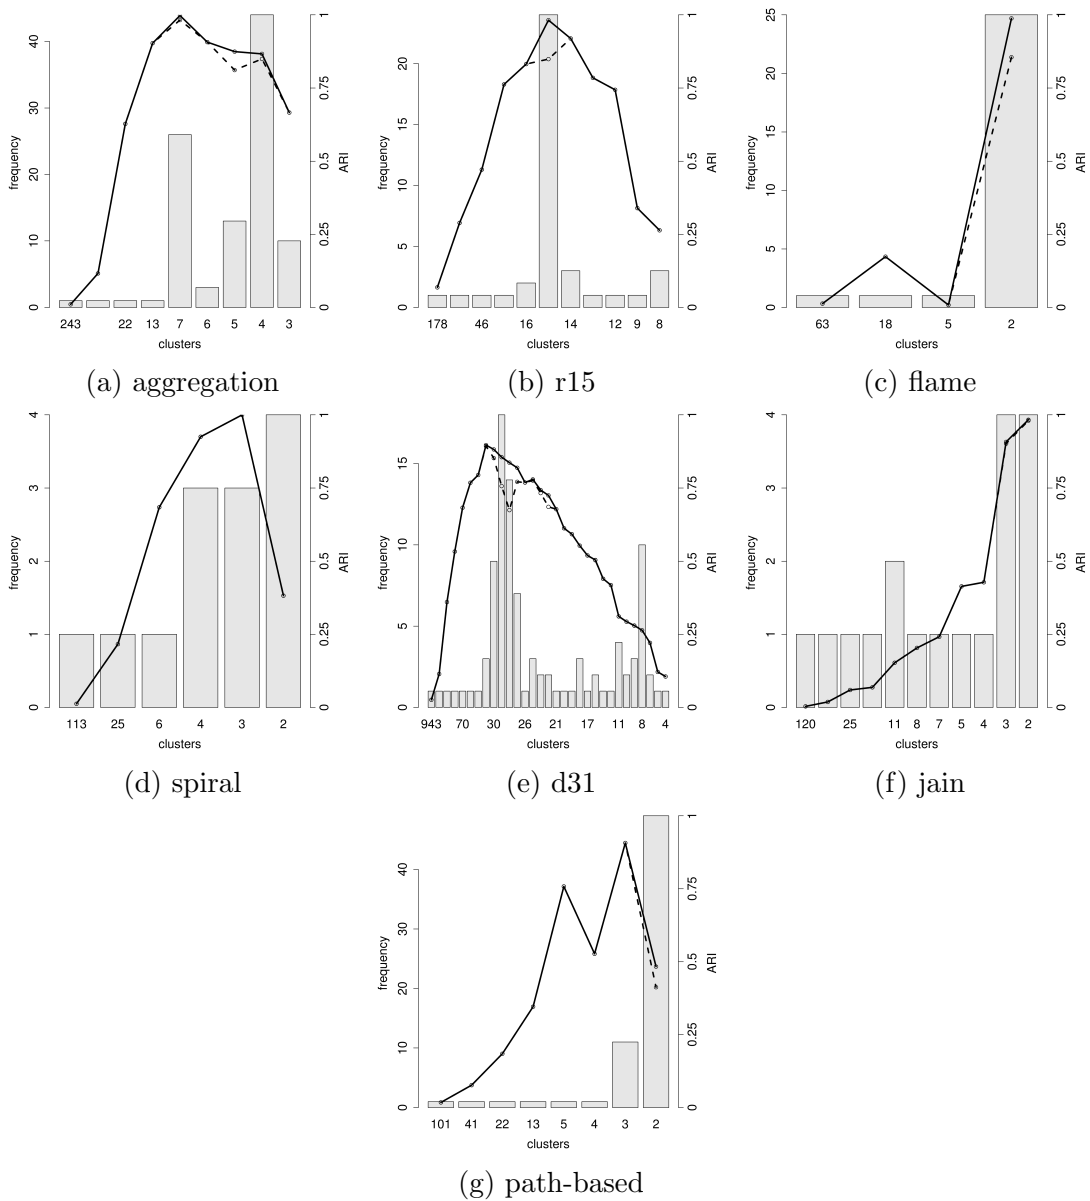 0 10 20 30 40
frequency
0 0.25 0.5 0.75 1
ARI
243 22 13 7 6 5 4 3
clusters
(a) aggregation
0 5 10 15 20
frequency
0 0.25 0.5 0.75 1
ARI
178 46 16 14 12 9 8
clusters
(b) r15
0 5 10 15 20 25
frequency
0 0.25 0.5 0.75 1
ARI
63 18 5 2
clusters
(c) flame
0 1 2 3 4
frequency
0 0.25 0.5 0.75 1
ARI
113 25 6 4 3 2
clusters
(d) spiral
0 5 10 15
frequency
0 0.25 0.5 0.75 1
ARI
943 70 30 26 21 17 11 8 4
clusters
(e) d31
0 1 2 3 4
frequency
0 0.25 0.5 0.75 1
ARI
120 25 11 8 7 5 4 3 2
clusters
(f) jain
0 10 20 30 40
frequency
0 0.25 0.5 0.75 1
ARI
101 41 22 13 5 4 3 2
clusters
(g) path-based